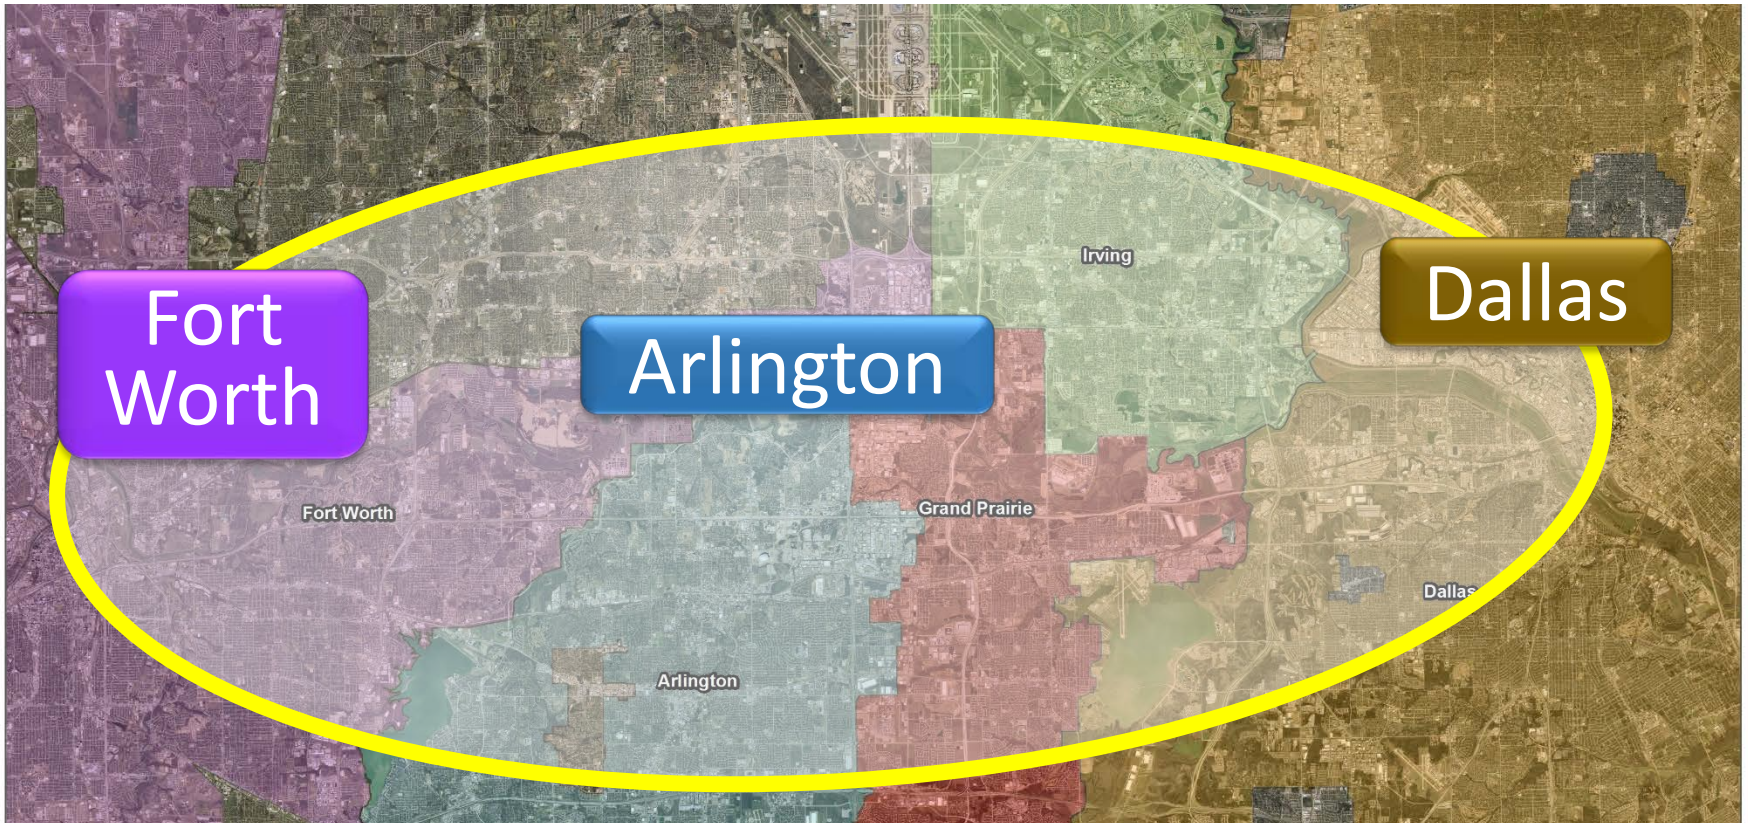 Irving
Dallas
Fort
Worth
Arlington
Fort Worth
Grand Prairie
Dallas
Arlington